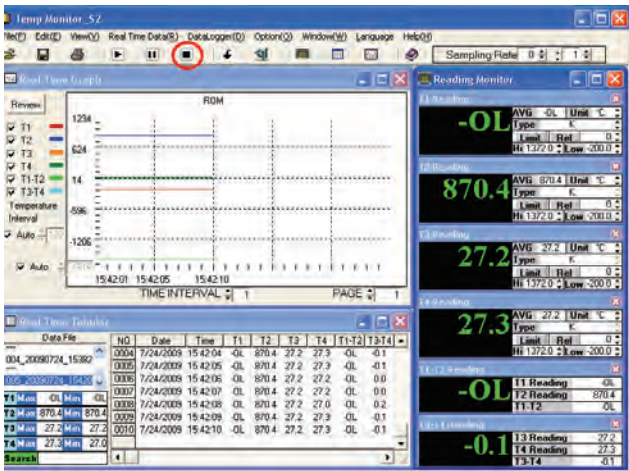 Temp Monitor_S2
File(F) Edit(E) View(V) Real Time Data(R) DataLogger(D) Option(O) Window(W) Language Help(H)
Sampling Rate 0 : 1
Real Time Graph
Review
ROM
T1
T2
T3
T4
T1-T2
T3-T4
Temperature
Interval
Auto
Auto
1234
624
14
-596
-1206
15:42:01 15:42:05 15:42:10
TIME INTERVAL 1 PAGE 1
Real Time Tabular
Data File
004_20090724_15382
005_20090724_15420
T1 Max -OL Min -OL
T2 Max 870.4 Min 870.4
T3 Max 27.2 Min 27.2
T4 Max 27.3 Min 27.0
Search
NO Date Time T1 T2 T3 T4 T1-T2 T3-T4
0004 7/24/2009 15:42:04 -OL 870.4 27.2 27.3 -OL -0.1
0005 7/24/2009 15:42:05 -OL 870.4 27.2 27.3 -OL -0.1
0006 7/24/2009 15:42:06 -OL 870.4 27.2 27.2 -OL 0.0
0007 7/24/2009 15:42:07 -OL 870.4 27.2 27.2 -OL 0.0
0008 7/24/2009 15:42:08 -OL 870.4 27.2 27.0 -OL 0.2
0009 7/24/2009 15:42:09 -OL 870.4 27.2 27.3 -OL -0.1
0010 7/24/2009 15:42:10 -OL 870.4 27.2 27.3 -OL -0.1
Reading Monitor
T1 Reading
-OL
AVG -OL Unit ℃
Type K
Limit Rel 0
Hi 1372.0 Low -200.0
T2 Reading
870.4
AVG 870.4 Unit ℃
Type K
Limit Rel 0
Hi 1372.0 Low -200.0
T3 Reading
27.2
AVG 27.2 Unit ℃
Type K
Limit Rel 0
Hi 1372.0 Low -200.0
T4 Reading
27.3
AVG 27.3 Unit ℃
Type K
Limit Rel 0
Hi 1372.0 Low -200.0
T1-T2 Reading
-OL
T1 Reading -OL
T2 Reading 870.4
T1-T2 -OL
T3-T4 Reading
-0.1
T3 Reading 27.2
T4 Reading 27.3
T3-T4 -0.1